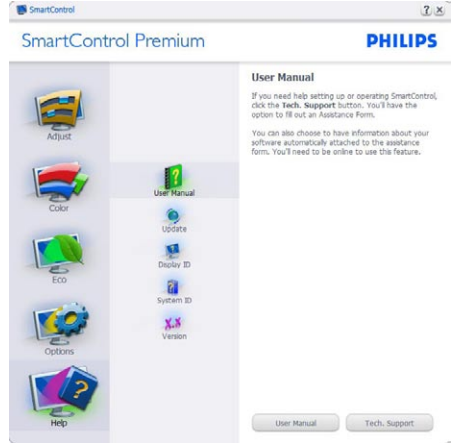 SmartControl
SmartControl Premium
PHILIPS
Adjust
Color
Eco
Options
Help
User Manual
Update
Display ID
System ID
X.X
Version
User Manual
If you need help setting up or operating SmartControl,
click the Tech. Support button. You'll have the
option to fill out an Assistance Form.
You can also choose to have information about your
software automatically attached to the assistance
form. You'll need to be online to use this feature.
User Manual
Tech. Support